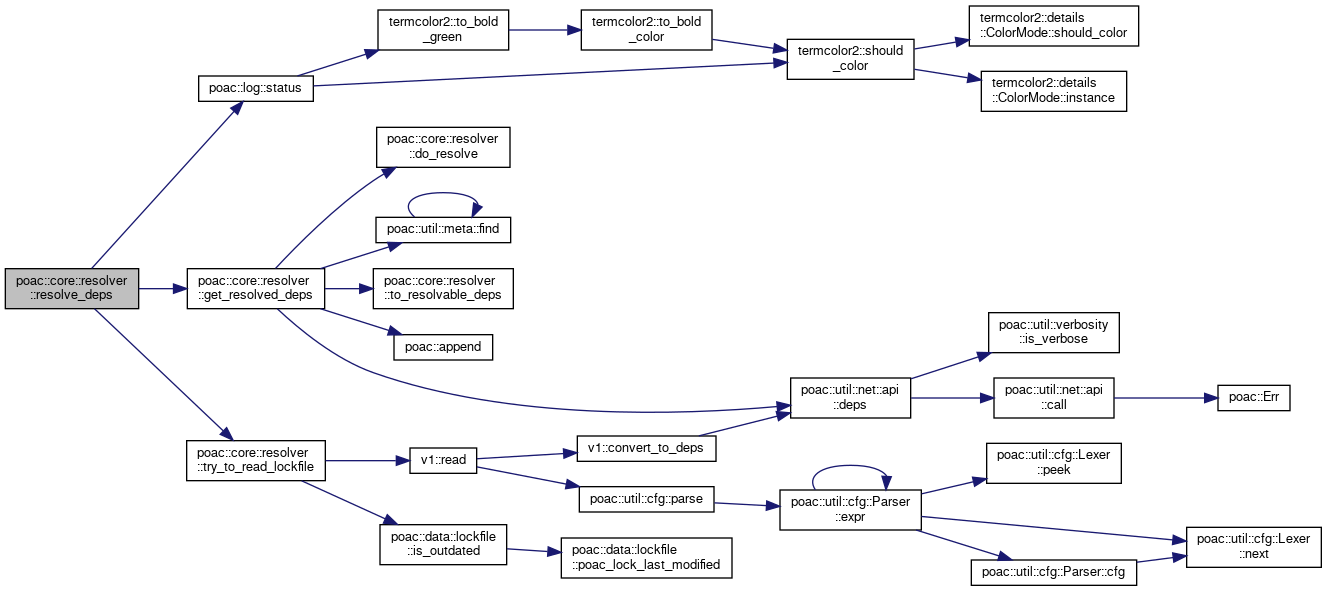 termcolor2::to_bold
_green
termcolor2::to_bold
_color
termcolor2::details
::ColorMode::should_color
termcolor2::should
_color
termcolor2::details
::ColorMode::instance
poac::log::status
poac::core::resolver
::do_resolve
poac::util::meta::find
poac::core::resolver
::resolve_deps
poac::core::resolver
::get_resolved_deps
poac::core::resolver
::to_resolvable_deps
poac::append
poac::util::verbosity
::is_verbose
poac::util::net::api
::deps
poac::util::net::api
::call
poac::Err
poac::core::resolver
::try_to_read_lockfile
v1::read
v1::convert_to_deps
poac::util::cfg::parse
poac::util::cfg::Parser
::expr
poac::util::cfg::Lexer
::peek
poac::util::cfg::Lexer
::next
poac::util::cfg::Parser::cfg
poac::data::lockfile
::is_outdated
poac::data::lockfile
::poac_lock_last_modified